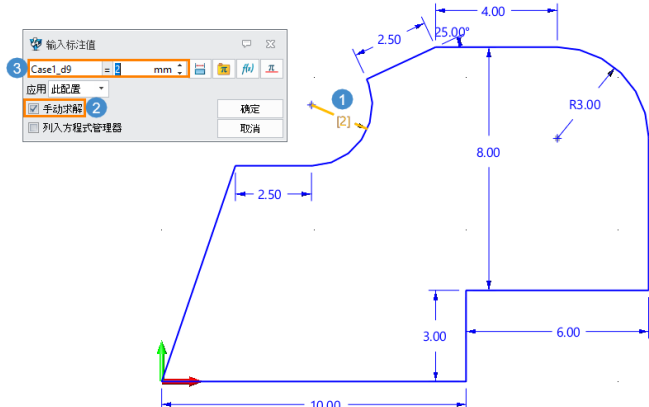 输入标注值
3
Case1_d9 = 2 mm
π f(x) π
应用 此配置
手动求解 2
确定
列入方程式管理器
取消
4.00
2.50
25.00°
1
[2]
R3.00
8.00
2.50
3.00
6.00
10.00